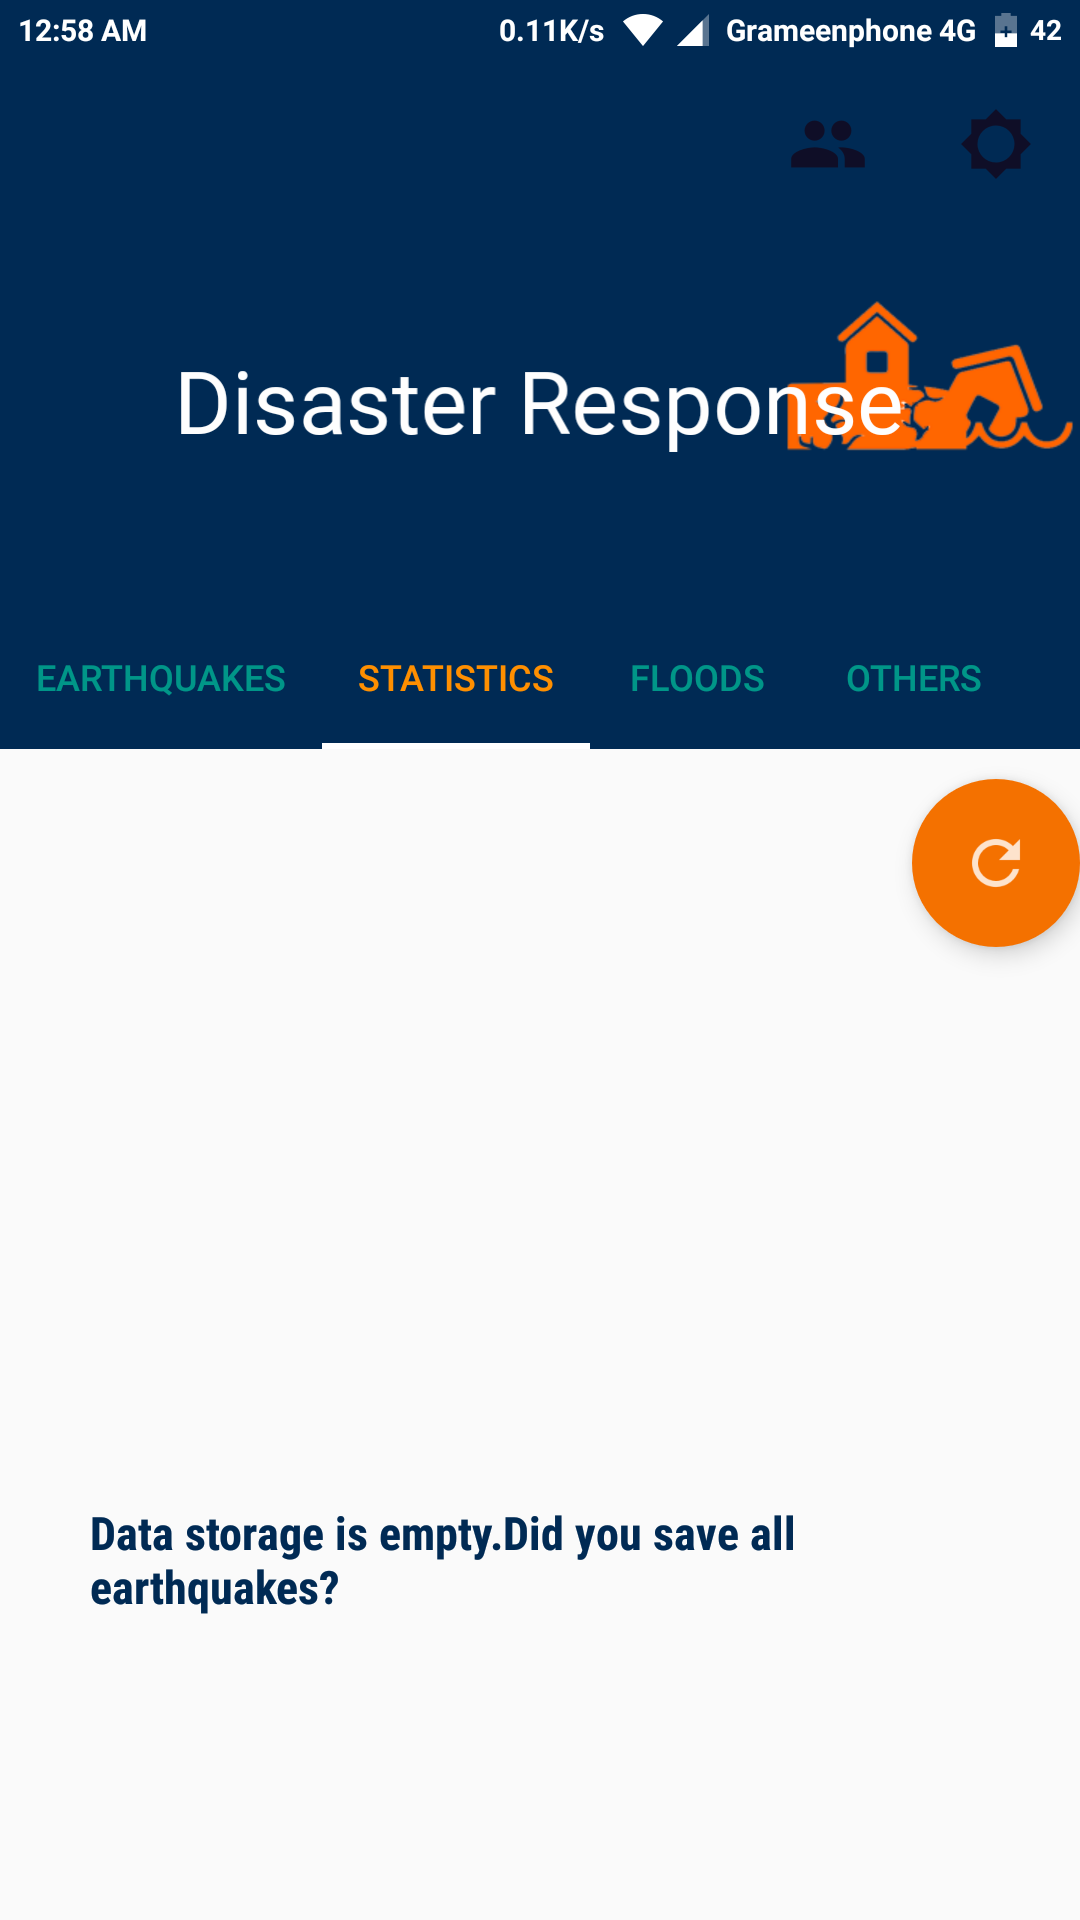 12:58 AM 0.11K/s Grameenphone 4G 42
Disaster Response
EARTHQUAKES STATISTICS FLOODS OTHERS
Data storage is empty.Did you save all
earthquakes?